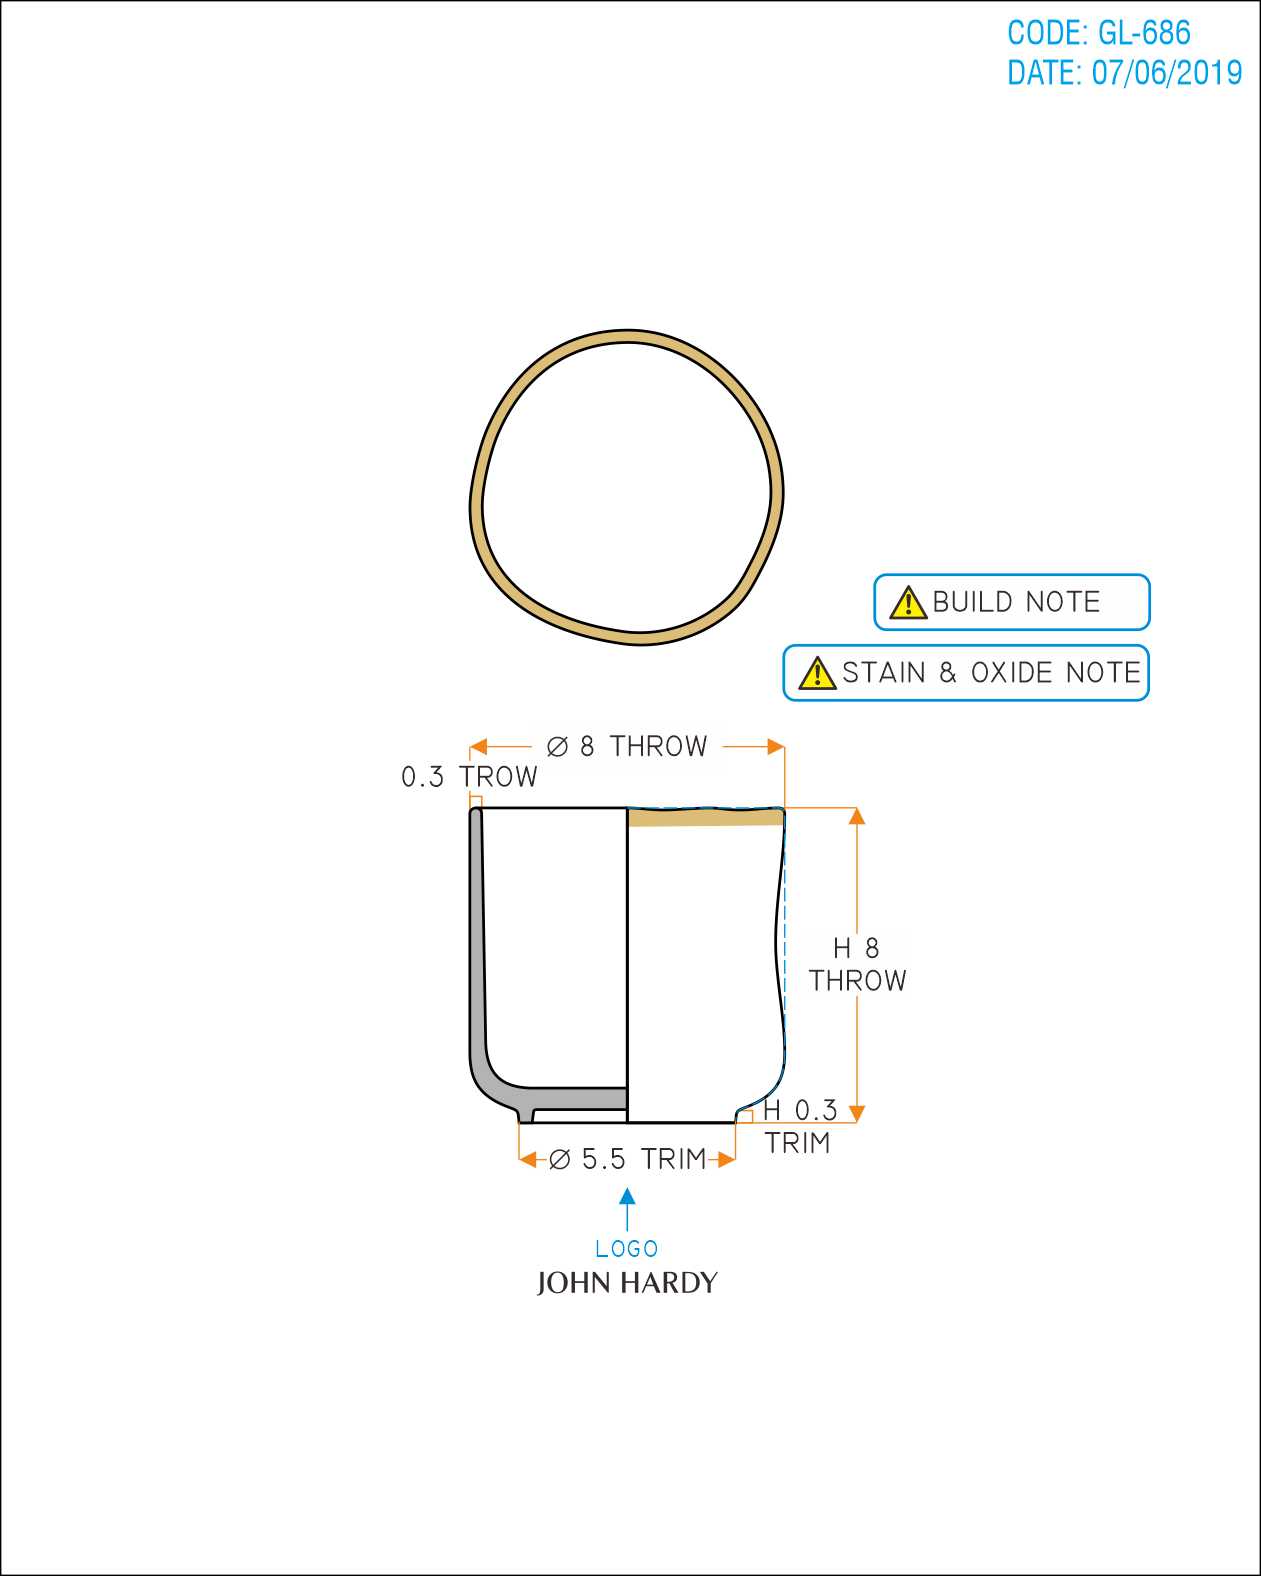 CODE: GL-686
DATE: 07/06/2019
BUILD NOTE
STAIN & OXIDE NOTE
Ø 8 THROW
0.3 TROW
H 8
THROW
H 0.3
TRIM
Ø 5.5 TRIM
LOGO
JOHN HARDY